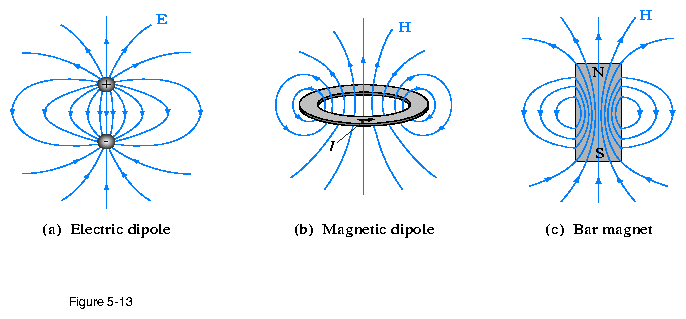 E
H
H
+
-
N
S
I
(a) Electric dipole
(b) Magnetic dipole
(c) Bar magnet
Figure 5-13